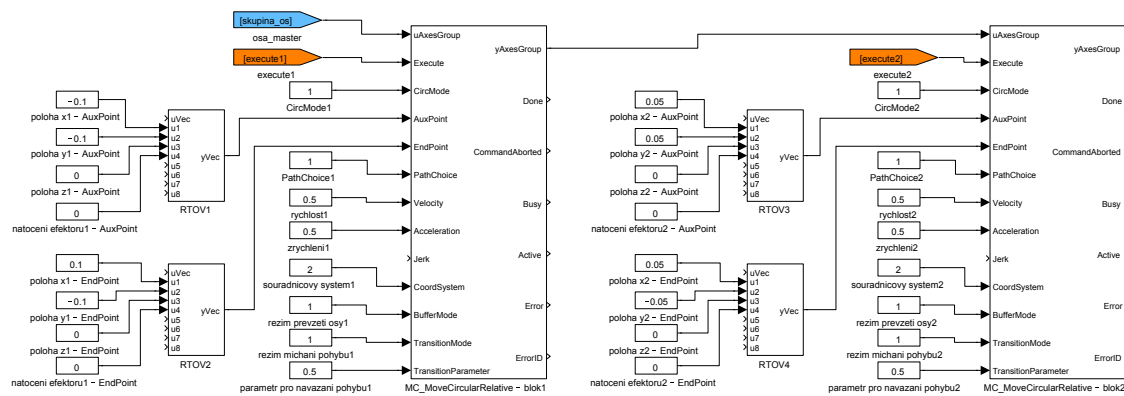 [skupina_os]
osa_master
[execute1]
execute1
1
CircMode1
-0.1
poloha x1 - AuxPoint
-0.1
poloha y1 - AuxPoint
0
poloha z1 - AuxPoint
0
natoceni efektoru1 - AuxPoint
uVec
u1
u2
u3
u4
u5
u6
u7
u8
yVec
RTOV1
0.1
poloha x1 - EndPoint
-0.1
poloha y1 - EndPoint
0
poloha z1 - EndPoint
0
natoceni efektoru1 - EndPoint
uVec
u1
u2
u3
u4
u5
u6
u7
u8
yVec
RTOV2
1
PathChoice1
0.5
rychlost1
0.5
zrychleni1
2
souradnicovy system1
1
rezim prevzeti osy1
1
rezim michani pohybu1
0.5
parametr pro navazani pohybu1
uAxesGroup
Execute
CircMode
AuxPoint
EndPoint
PathChoice
Velocity
Acceleration
Jerk
CoordSystem
BufferMode
TransitionMode
TransitionParameter
yAxesGroup
Done
CommandAborted
Busy
Active
Error
ErrorID
MC_MoveCircularRelative - blok1
[execute2]
execute2
1
CircMode2
0.05
poloha x2 - AuxPoint
0.05
poloha y2 - AuxPoint
0
poloha z2 - AuxPoint
0
natoceni efektoru2 - AuxPoint
uVec
u1
u2
u3
u4
u5
u6
u7
u8
yVec
RTOV3
0.05
poloha x2 - EndPoint
-0.05
poloha y2 - EndPoint
0
poloha z2 - EndPoint
0
natoceni efektoru2 - EndPoint
uVec
u1
u2
u3
u4
u5
u6
u7
u8
yVec
RTOV4
1
PathChoice2
0.5
rychlost2
0.5
zrychleni2
2
souradnicovy system2
1
rezim prevzeti osy2
1
rezim michani pohybu2
0.5
parametr pro navazani pohybu2
uAxesGroup
Execute
CircMode
AuxPoint
EndPoint
PathChoice
Velocity
Acceleration
Jerk
CoordSystem
BufferMode
TransitionMode
TransitionParameter
yAxesGroup
Done
CommandAborted
Busy
Active
Error
ErrorID
MC_MoveCircularRelative - blok2